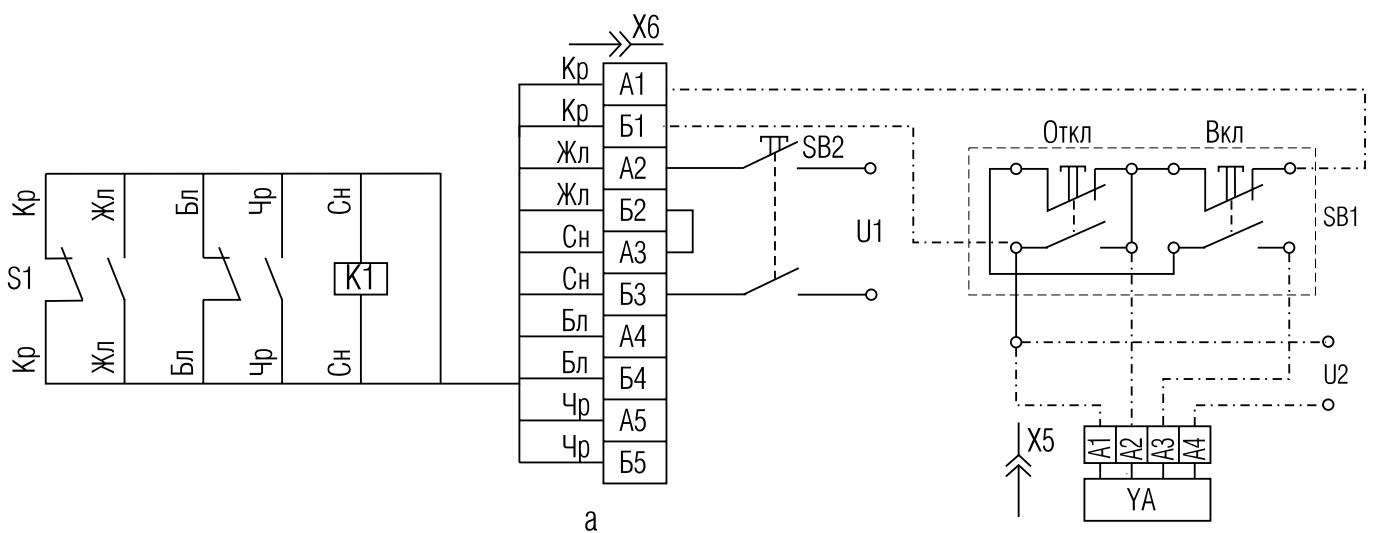 X6
Кр
А1
Кр
Б1
Жл
А2
SB2
Жл
Б2
Сн
А3
Сн
Б3
Бл
А4
Бл
Б4
Чр
А5
Чр
Б5
U1
Откл
Вкл
SB1
U2
Кр
Жл
Бл
Чр
Сн
S1
K1
Кр
Жл
Бл
Чр
Сн
X5
А1
А2
А3
А4
YA
а